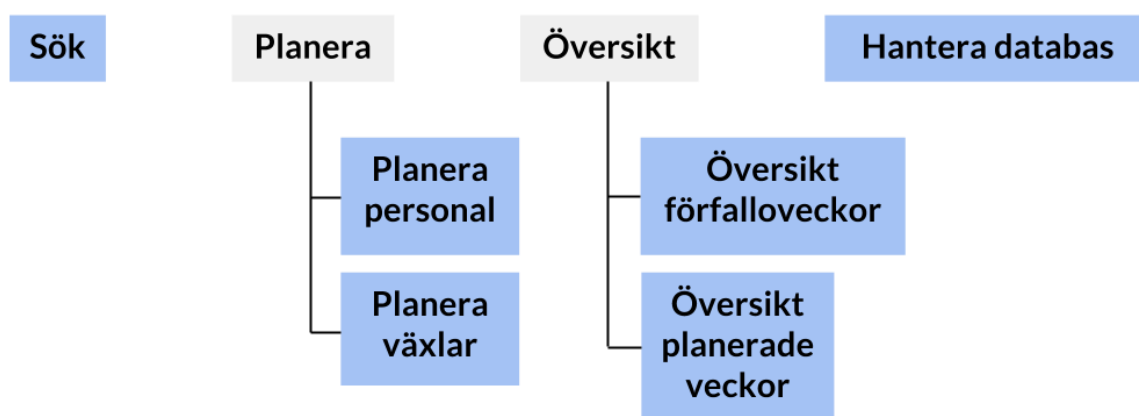 Sök
Planera
Översikt
Hantera databas
Planera
personal
Översikt
förfalloveckor
Planera
växlar
Översikt
planerade
veckor